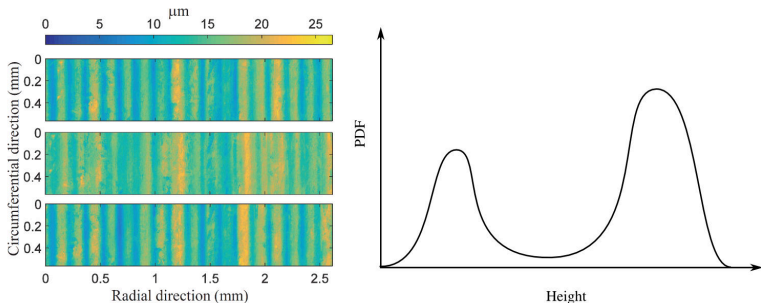 μm
0 5 10 15 20 25
0
0.2
0.4
0
0.2
0.4
0
0.2
0.4
Circumferential direction (mm)
0 0.5 1 1.5 2 2.5
Radial direction (mm)
PDF
Height